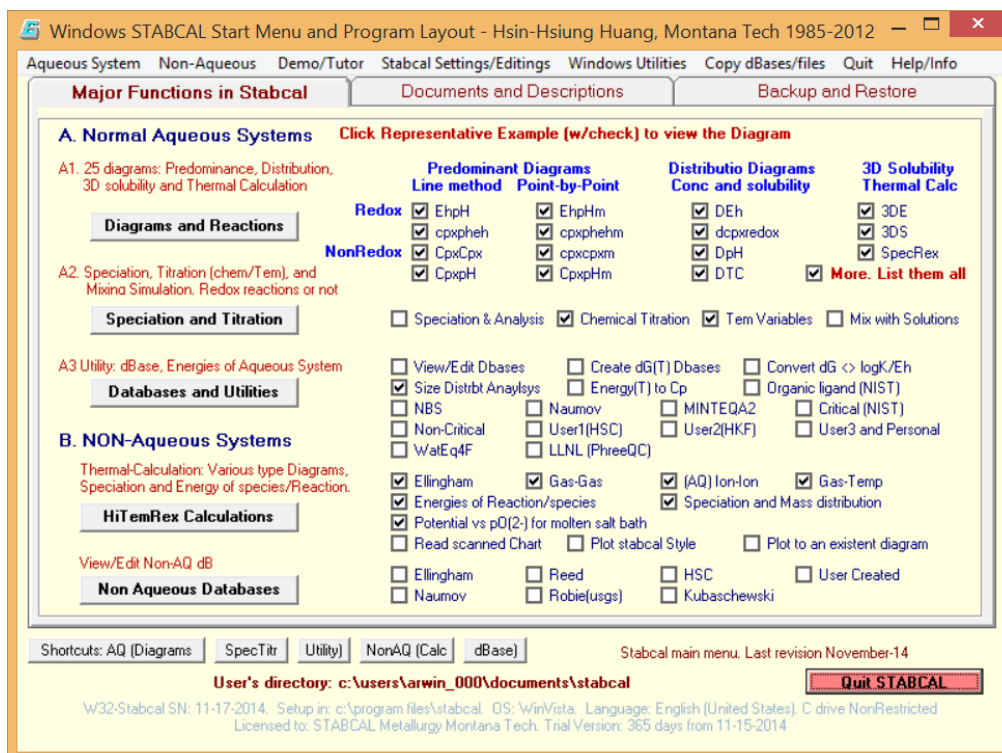 Windows STABCAL Start Menu and Program Layout - Hsin-Hsiung Huang, Montana Tech 1985-2012
Aqueous System Non-Aqueous Demo/Tutor Stabcal Settings/Editings Windows Utilities Copy dBases/files Quit Help/Info
Major Functions in Stabcal Documents and Descriptions Backup and Restore
A. Normal Aqueous Systems Click Representative Example (w/check) to view the Diagram
A1. 25 diagrams: Predominance, Distribution,
3D solubility and Thermal Calculation
Diagrams and Reactions
Predominant Diagrams Distributio Diagrams 3D Solubility
Line method Point-by-Point Conc and solubility Thermal Calc
Redox EhpH EhpHm DEh 3DE
cpxpheh cpxphehm dcpxredox 3DS
NonRedox CpxCpx cpxcpxm DpH SpecRex
CpxpH CpxpHm DTC More. List them all
A2. Speciation, Titration (chem/Tem), and
Mixing Simulation. Redox reactions or not
Speciation and Titration
Speciation & Analysis Chemical Titration Tem Variables Mix with Solutions
A3 Utility: dBase, Energies of Aqueous System
Databases and Utilities
View/Edit Dbases Create dG(T) Dbases Convert dG <> logK/Eh
Size Distrbt Anaylsys Energy(T) to Cp Organic ligand (NIST)
NBS Naumov MINTEQA2 Critical (NIST)
Non-Critical User1(HSC) User2(HKF) User3 and Personal
WatEq4F LLNL (PhreeQC)
B. NON-Aqueous Systems
Thermal-Calculation: Various type Diagrams,
Speciation and Energy of species/Reaction.
HiTemRex Calculations
Ellingham Gas-Gas (AQ) Ion-Ion Gas-Temp
Energies of Reaction/species Speciation and Mass distribution
Potential vs pO(2-) for molten salt bath
Read scanned Chart Plot stabcal Style Plot to an existent diagram
View/Edit Non-AQ dB
Non Aqueous Databases
Ellingham Reed HSC User Created
Naumov Robie(usgs) Kubaschewski
Shortcuts: AQ (Diagrams SpecTitr Utility) NonAQ (Calc dBase) Stabcal main menu. Last revision November-14
User's directory: c:\users\arwin_000\documents\stabcal Quit STABCAL
W32-Stabcal SN: 11-17-2014. Setup in: c:\program files\stabcal. OS: WinVista. Language: English (United States). C drive NonRestricted
Licensed to: STABCAL Metallurgy Montana Tech. Trial Version: 365 days from 11-15-2014